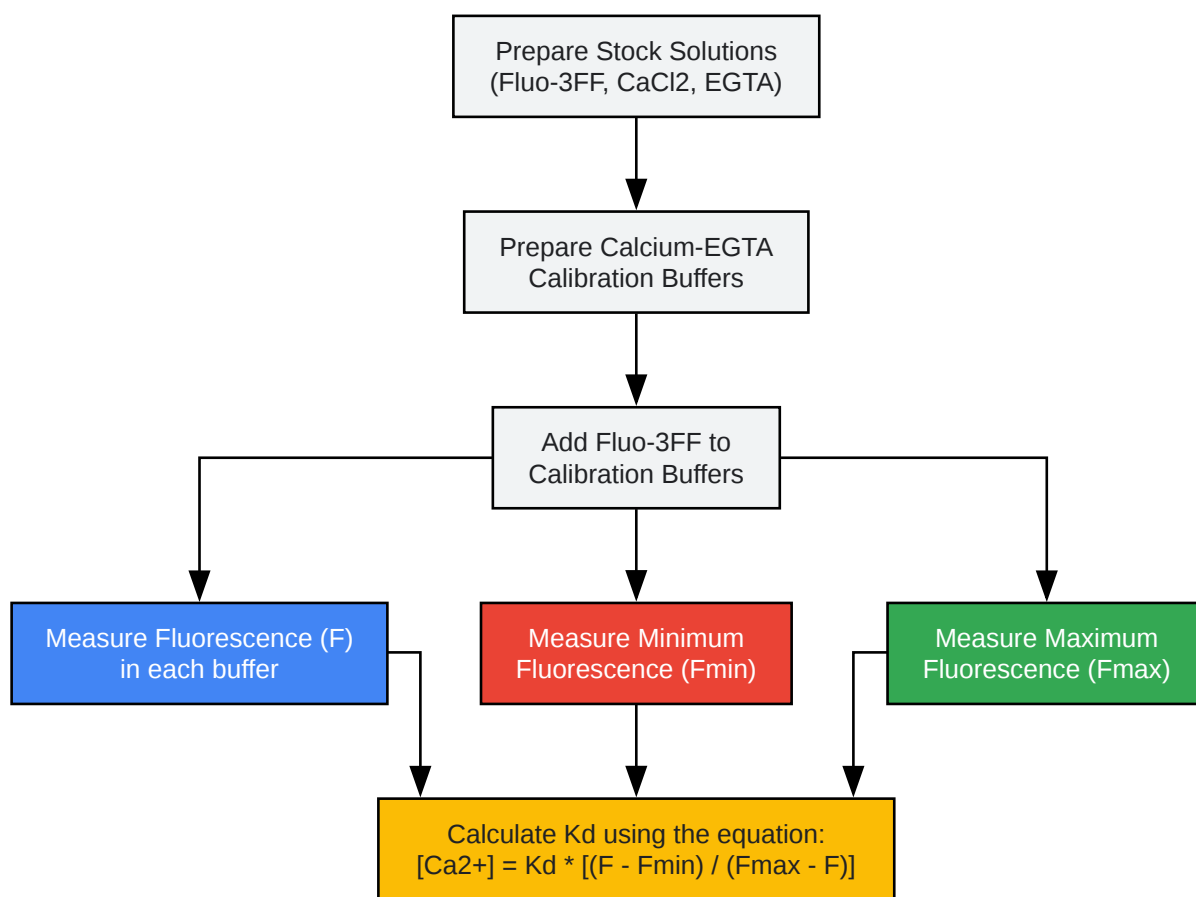 Prepare Stock Solutions
(Fluo-3FF, CaCl2, EGTA)
Prepare Calcium-EGTA
Calibration Buffers
Add Fluo-3FF to
Calibration Buffers
Measure Fluorescence (F)
in each buffer
Measure Minimum
Fluorescence (Fmin)
Measure Maximum
Fluorescence (Fmax)
Calculate Kd using the equation:
[Ca2+] = Kd * [(F - Fmin) / (Fmax - F)]